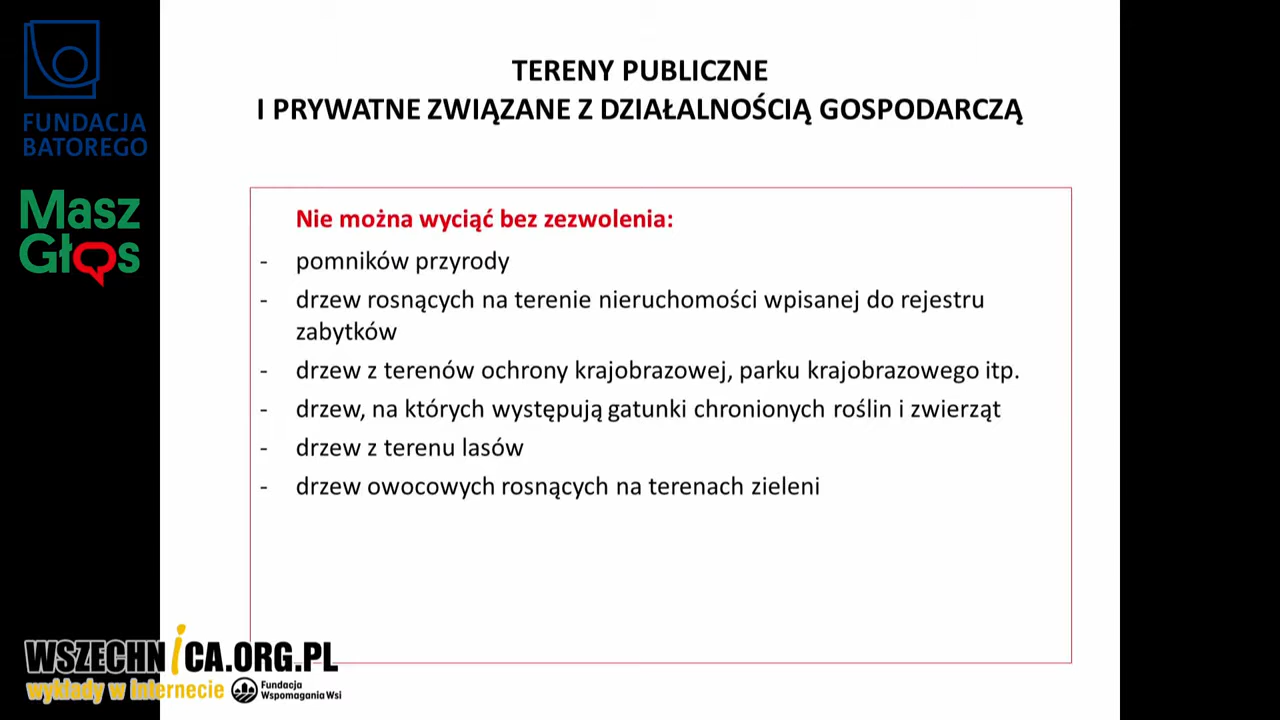 FUNDACJA
BATOREGO
Masz
Głos
TERENY PUBLICZNE
I PRYWATNE ZWIĄZANE Z DZIAŁALNOŚCIĄ GOSPODARCZĄ
Nie można wyciąć bez zezwolenia:
- pomników przyrody
- drzew rosnących na terenie nieruchomości wpisanej do rejestru
zabytków
- drzew z terenów ochrony krajobrazowej, parku krajobrazowego itp.
- drzew, na których występują gatunki chronionych roślin i zwierząt
- drzew z terenu lasów
- drzew owocowych rosnących na terenach zieleni
WSZECHNiCA.ORG.PL
wykłady w internecie
Fundacja
Wspomagania Wsi